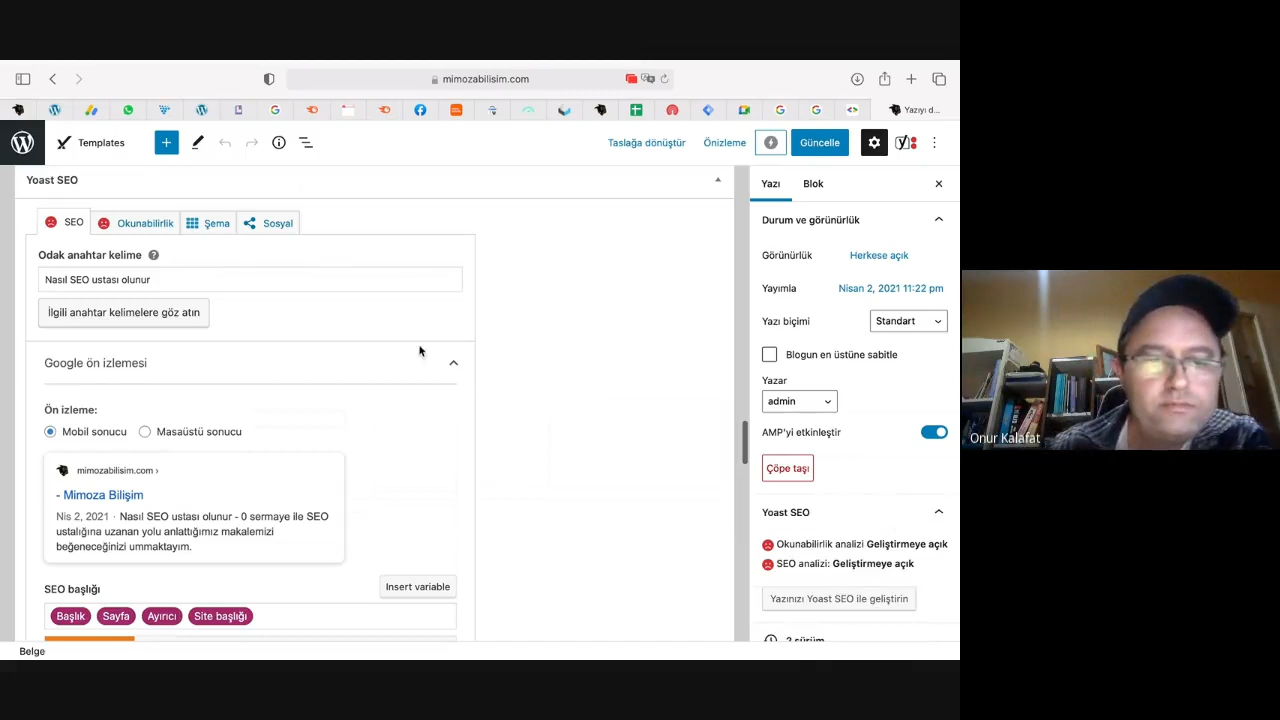 mimozabilisim.com
Yazıyı d...
Templates
Taslağa dönüştür
Önizleme
Güncelle
Yoast SEO
SEO
Okunabilirlik
Şema
Sosyal
Odak anahtar kelime
Nasıl SEO ustası olunur
İlgili anahtar kelimelere göz atın
Google ön izlemesi
Ön izleme:
Mobil sonucu
Masaüstü sonucu
mimozabilisim.com ›
- Mimoza Bilişim
Nis 2, 2021 · Nasıl SEO ustası olunur - 0 sermaye ile SEO
ustalığına uzanan yolu anlattığımız makalemizi
beğeneceğinizi ummaktayım.
SEO başlığı
Insert variable
Başlık
Sayfa
Ayırıcı
Site başlığı
Belge
Yazı
Blok
Durum ve görünürlük
Görünürlük
Herkese açık
Yayımla
Nisan 2, 2021 11:22 pm
Yazı biçimi
Standart
Blogun en üstüne sabitle
Yazar
admin
AMP'yi etkinleştir
Çöpe taşı
Yoast SEO
Okunabilirlik analizi Geliştirmeye açık
SEO analizi: Geliştirmeye açık
Yazınızı Yoast SEO ile geliştirin
2 sürüm
Onur Kalafat